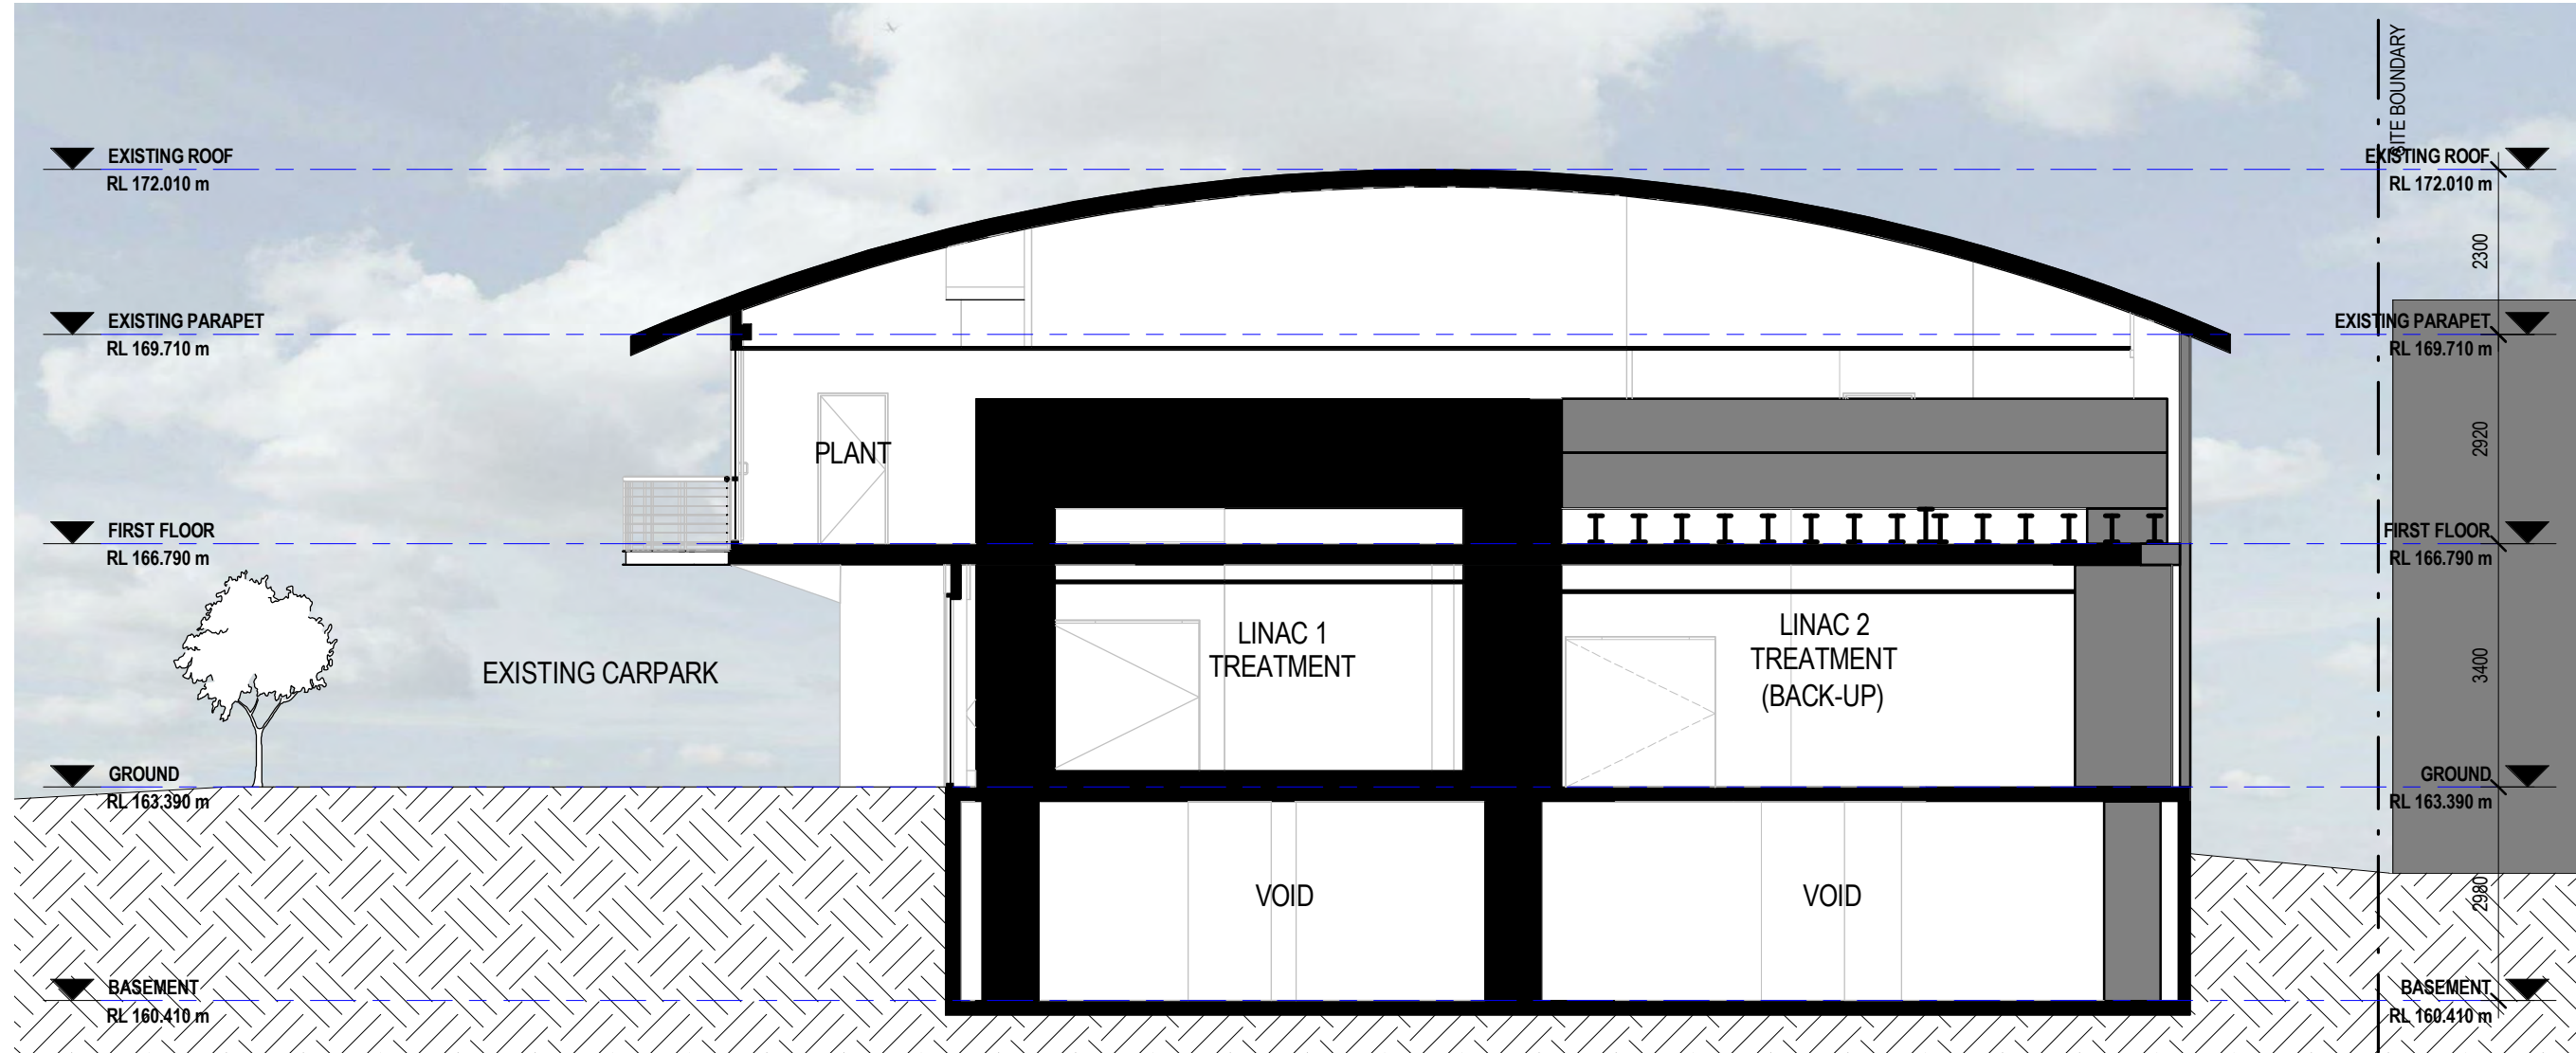 SITE BOUNDARY
EXISTING ROOF
RL 172.010 m
EXISTING ROOF
RL 172.010 m
2300
EXISTING PARAPET
RL 169.710 m
EXISTING PARAPET
RL 169.710 m
2920
PLANT
FIRST FLOOR
RL 166.790 m
FIRST FLOOR
RL 166.790 m
EXISTING CARPARK
LINAC 1
TREATMENT
LINAC 2
TREATMENT
(BACK-UP)
3400
GROUND
RL 163.390 m
GROUND
RL 163.390 m
VOID
VOID
2980
BASEMENT
RL 160.410 m
BASEMENT
RL 160.410 m